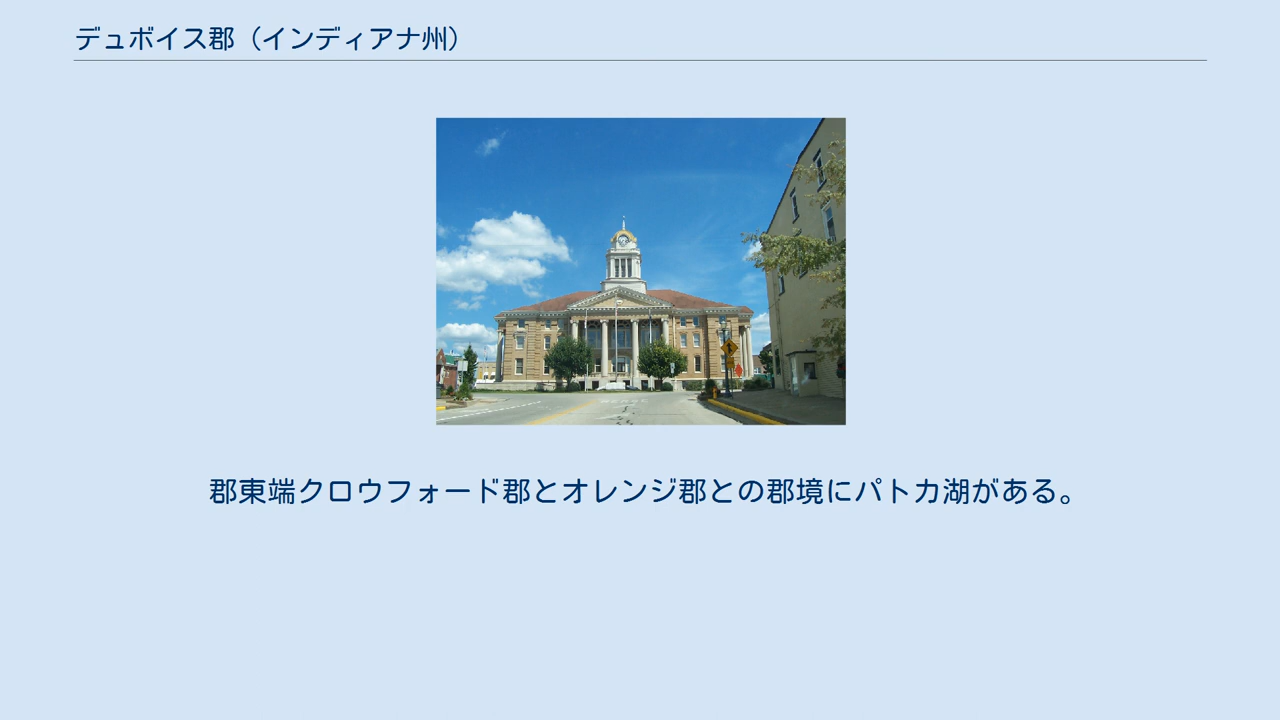 デュボイス郡（インディアナ州）
郡東端クロウフォード郡とオレンジ郡との郡境にパトカ湖がある。